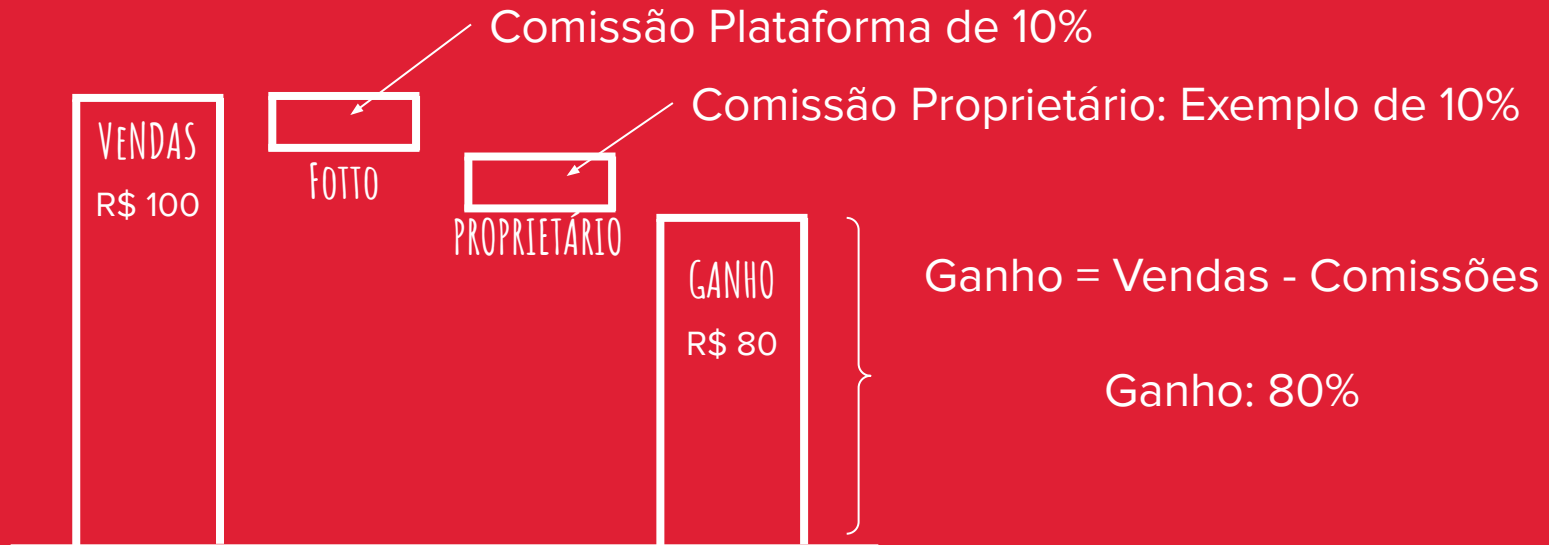 Comissão Plataforma de 10%
Comissão Proprietário: Exemplo de 10%
VENDAS
R$ 100
FOTTO
PROPRIETÁRIO
GANHO
R$ 80
Ganho = Vendas - Comissões
Ganho: 80%